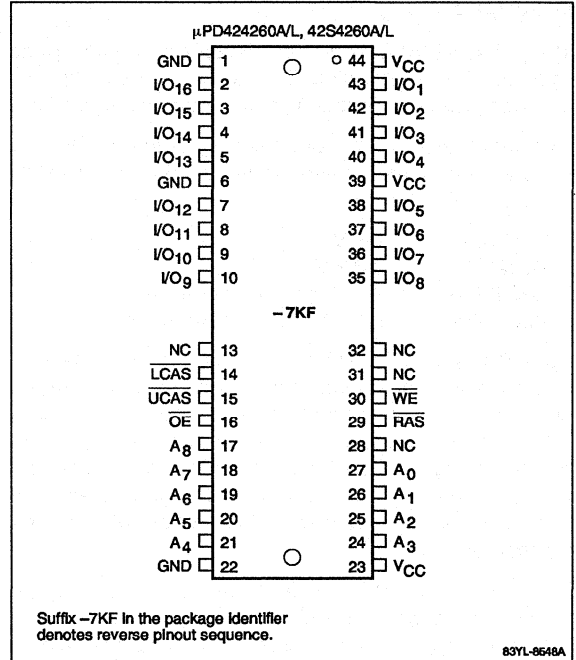 µPD424260A/L, 42S4260A/L
GND 1 44 VCC
I/O16 2 43 I/O1
I/O15 3 42 I/O2
I/O14 4 41 I/O3
I/O13 5 40 I/O4
GND 6 39 VCC
I/O12 7 38 I/O5
I/O11 8 37 I/O6
I/O10 9 36 I/O7
I/O9 10 35 I/O8
–7KF
NC 13 32 NC
LCAS 14 31 NC
UCAS 15 30 WE
OE 16 29 RAS
A8 17 28 NC
A7 18 27 A0
A6 19 26 A1
A5 20 25 A2
A4 21 24 A3
GND 22 23 VCC
Suffix –7KF in the package identifier
denotes reverse pinout sequence.
83YL-8548A